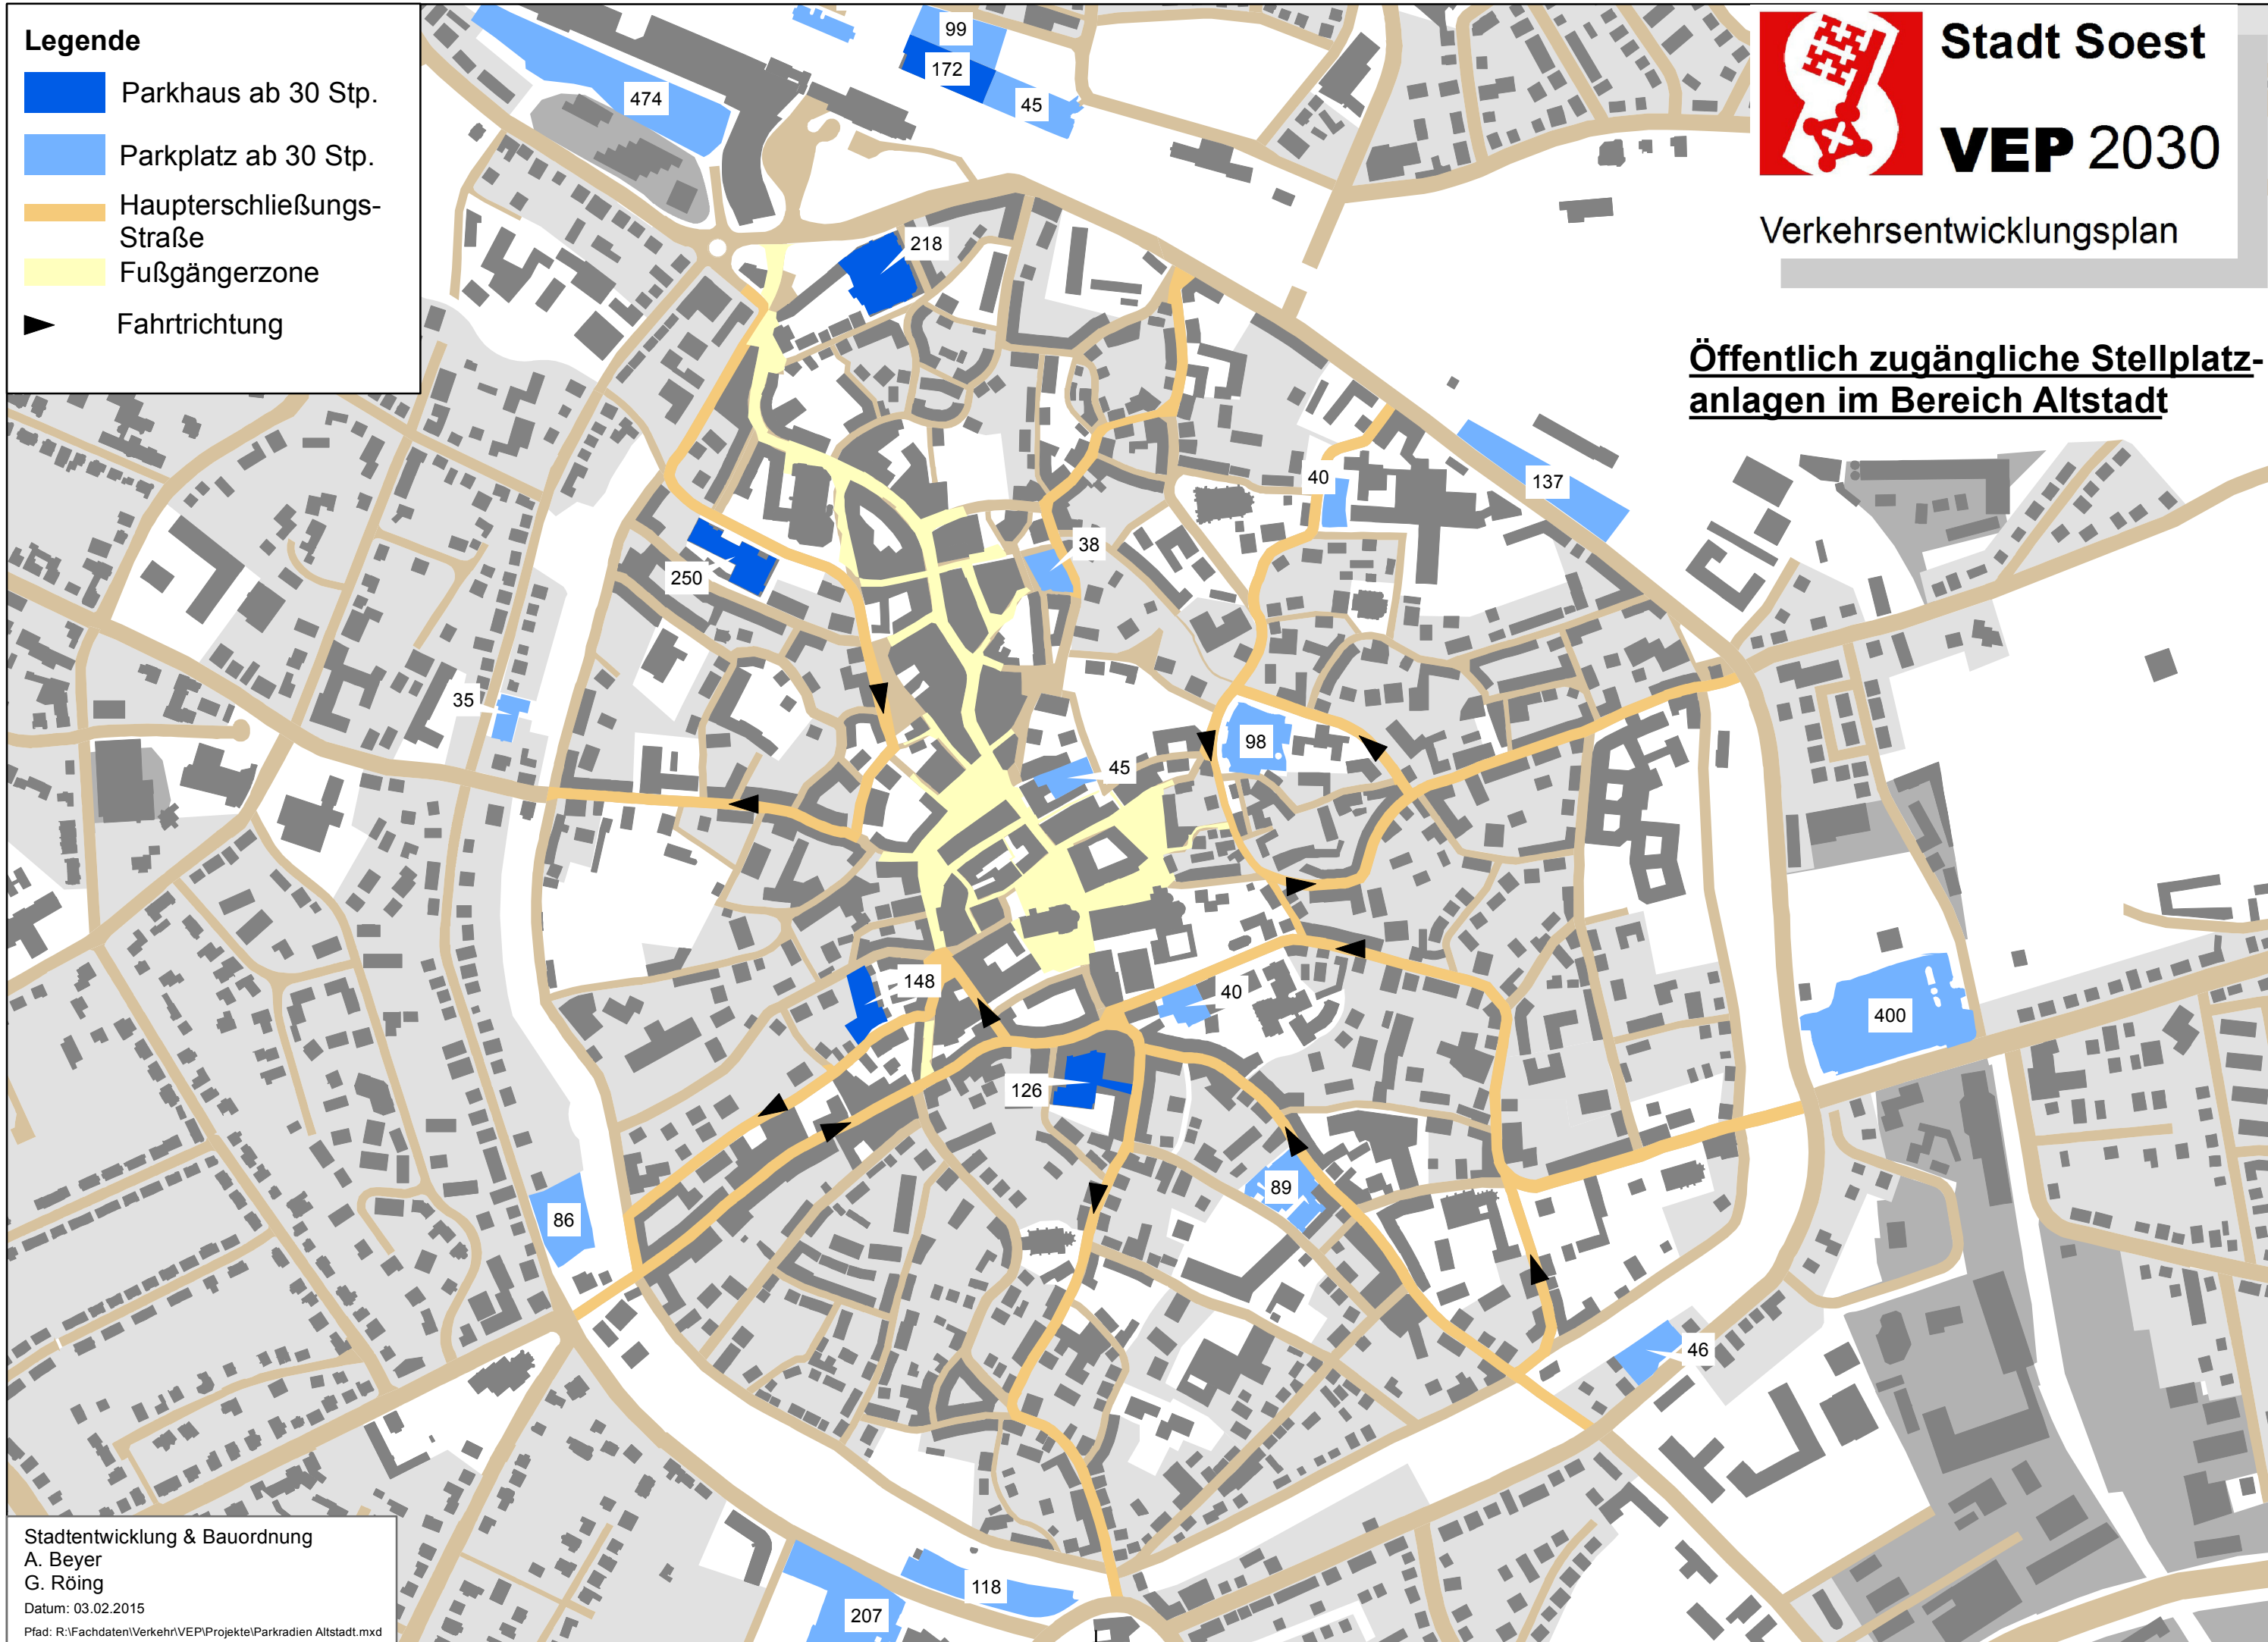 Legende
Parkhaus ab 30 Stp.
Parkplatz ab 30 Stp.
Haupterschließungs-
Straße
Fußgängerzone
Fahrtrichtung
Stadt Soest
VEP 2030
Verkehrsentwicklungsplan
Öffentlich zugängliche Stellplatz-
anlagen im Bereich Altstadt
99
172
45
474
218
40
137
38
250
35
98
45
148
40
400
126
89
86
46
118
207
Stadtentwicklung & Bauordnung
A. Beyer
G. Röing
Datum: 03.02.2015
Pfad: R:\Fachdaten\Verkehr\VEP\Projekte\Parkradien Altstadt.mxd